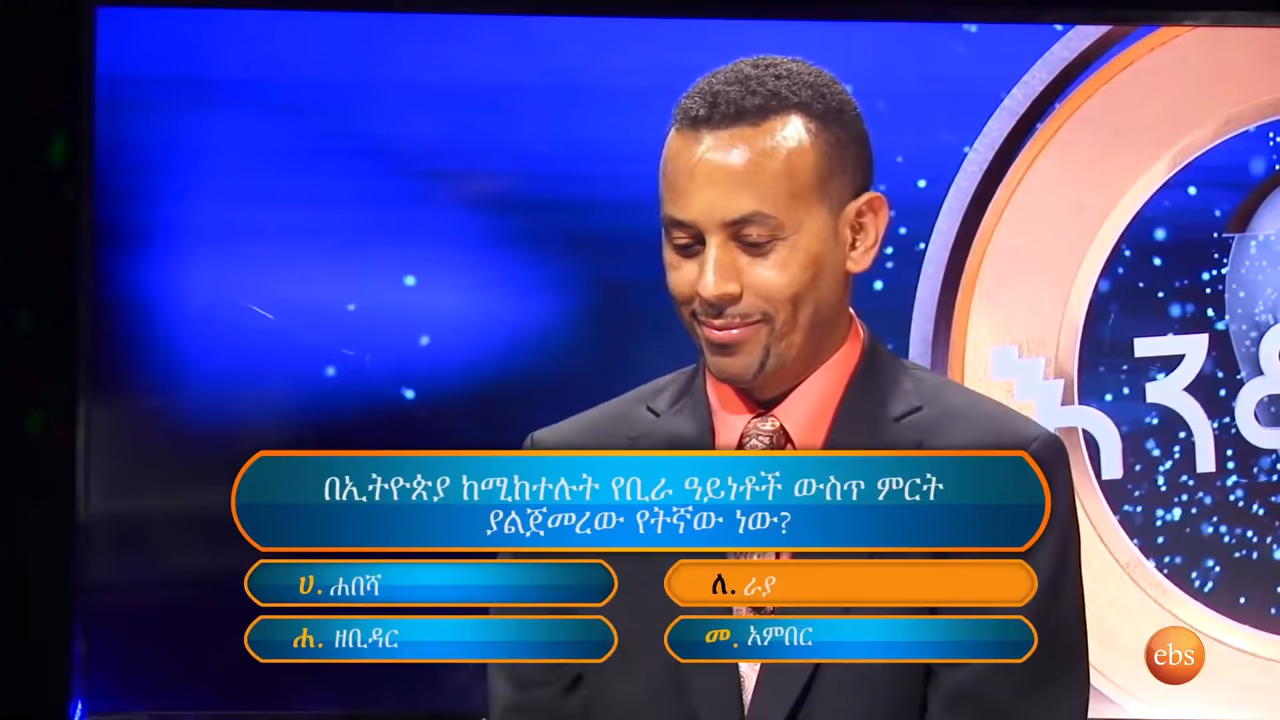 በኢትዮጵያ ከሚከተሉት የቢራ ዓይነቶች ውስጥ ምርት
ያልጀመረው የትኛው ነው?
ሀ. ሐበሻ
ለ. ራያ
ሐ. ዘቢዳር
መ. አምበር
ebs